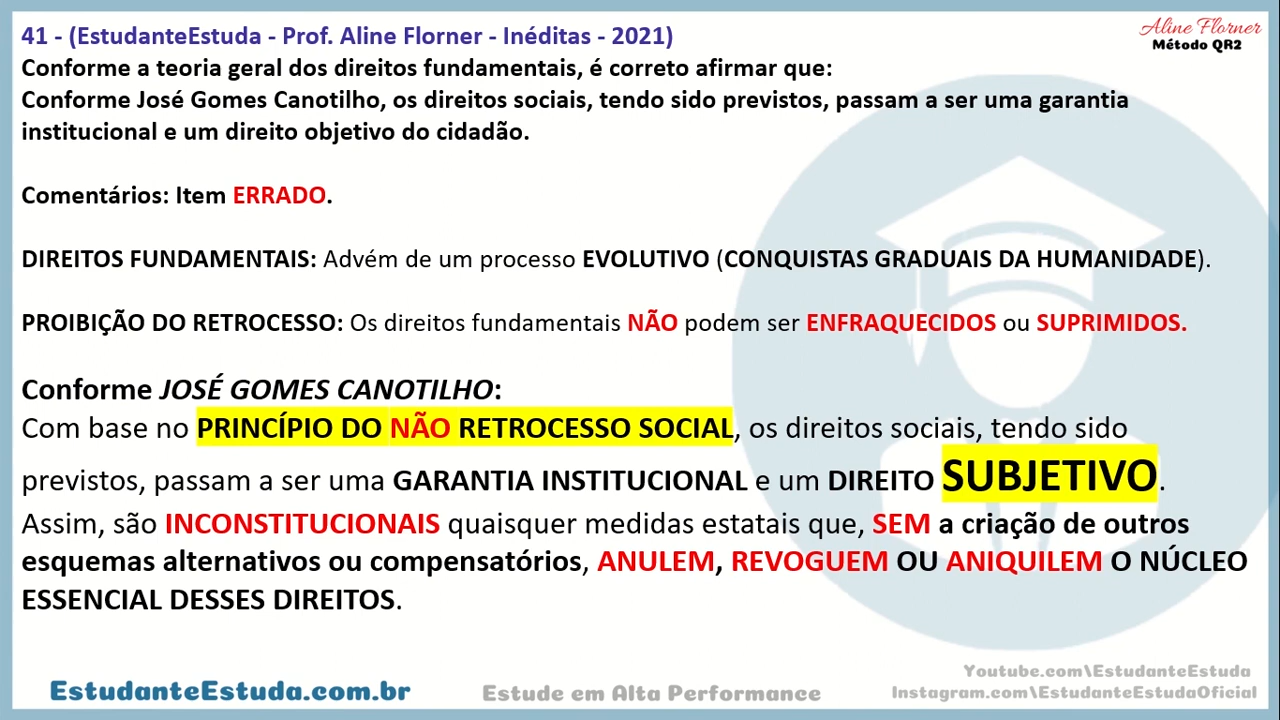 41 - (EstudanteEstuda - Prof. Aline Florner - Inéditas - 2021)
Aline Florner
Método QR2
Conforme a teoria geral dos direitos fundamentais, é correto afirmar que:
Conforme José Gomes Canotilho, os direitos sociais, tendo sido previstos, passam a ser uma garantia
institucional e um direito objetivo do cidadão.
Comentários: Item ERRADO.
DIREITOS FUNDAMENTAIS: Advém de um processo EVOLUTIVO (CONQUISTAS GRADUAIS DA HUMANIDADE).
PROIBIÇÃO DO RETROCESSO: Os direitos fundamentais NÃO podem ser ENFRAQUECIDOS ou SUPRIMIDOS.
Conforme JOSÉ GOMES CANOTILHO:
Com base no PRINCÍPIO DO NÃO RETROCESSO SOCIAL, os direitos sociais, tendo sido
previstos, passam a ser uma GARANTIA INSTITUCIONAL e um DIREITO SUBJETIVO.
Assim, são INCONSTITUCIONAIS quaisquer medidas estatais que, SEM a criação de outros
esquemas alternativos ou compensatórios, ANULEM, REVOGUEM OU ANIQUILEM O NÚCLEO
ESSENCIAL DESSES DIREITOS.
EstudanteEstuda.com.br
Estude em Alta Performance
Youtube.com\EstudanteEstuda
Instagram.com\EstudanteEstudaOficial